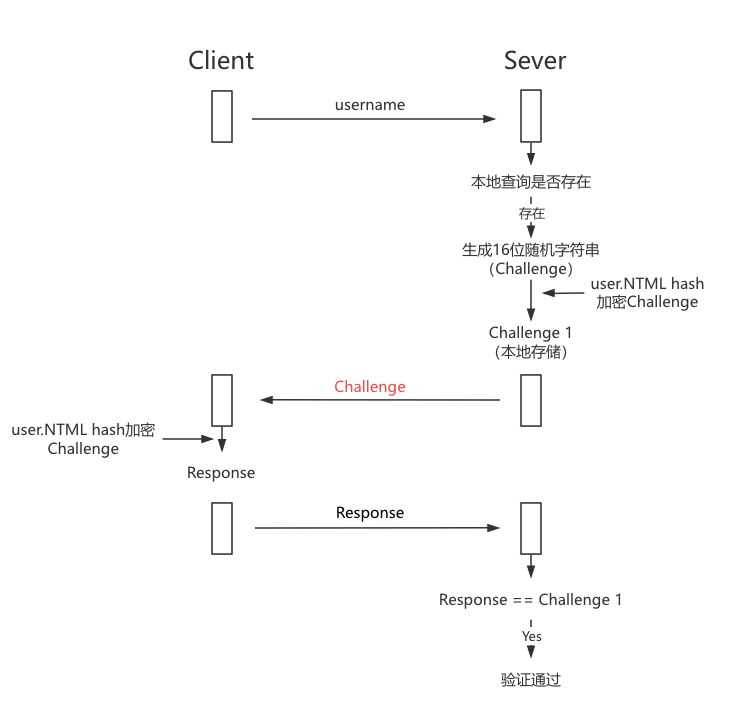 Client
Sever
username
本地查询是否存在
存在
生成16位随机字符串
（Challenge）
user.NTML hash
加密Challenge
Challenge 1
（本地存储）
Challenge
user.NTML hash加密
Challenge
Response
Response
Response == Challenge 1
Yes
验证通过